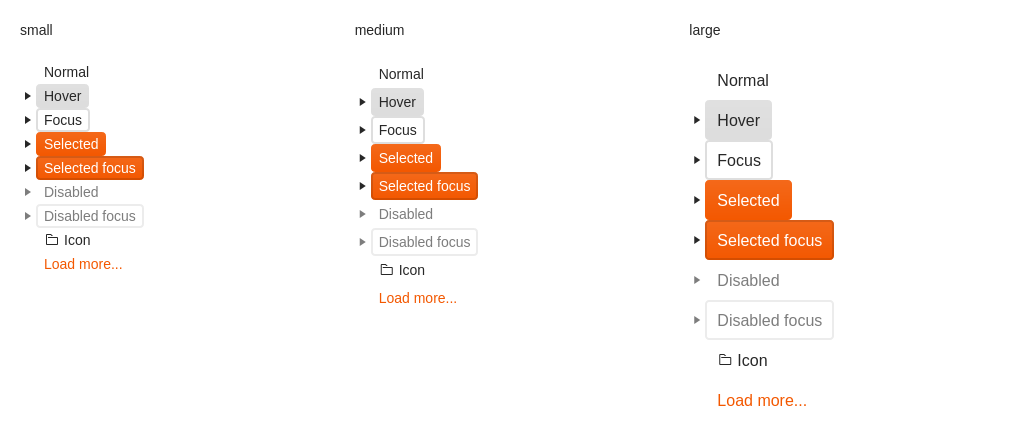 small
Normal
Hover
Focus
Selected
Selected focus
Disabled
Disabled focus
Icon
Load more...
medium
Normal
Hover
Focus
Selected
Selected focus
Disabled
Disabled focus
Icon
Load more...
large
Normal
Hover
Focus
Selected
Selected focus
Disabled
Disabled focus
Icon
Load more...